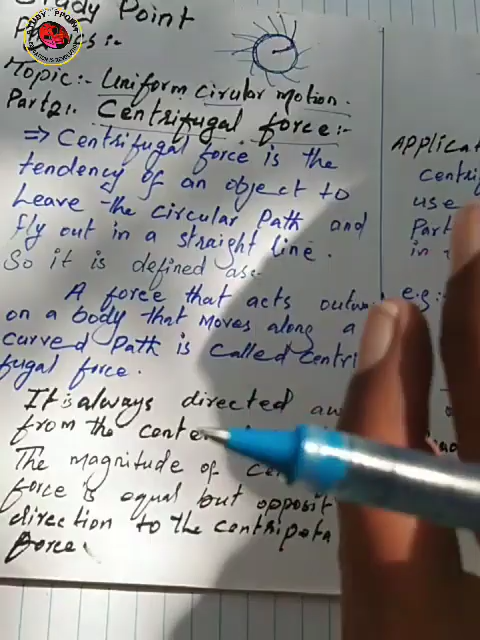 Study Point
Physics:-
Topic:- Uniform cirular motion.
Part 2:. Centrifugal force:-
⇒ Centrifugal force is the
tendency of an object to
Leave the circular Path and
fly out in a straight line.
So it is defined as:-
A force that acts outwa
on a body that moves along a
curved Path is called centri
fugal force.
It is always directed aw
from the center
The magnitude of ce
force is equal but opposit
direction to the centripeta
force.
Applicat
Centrif
use
Part
in
e.g:-